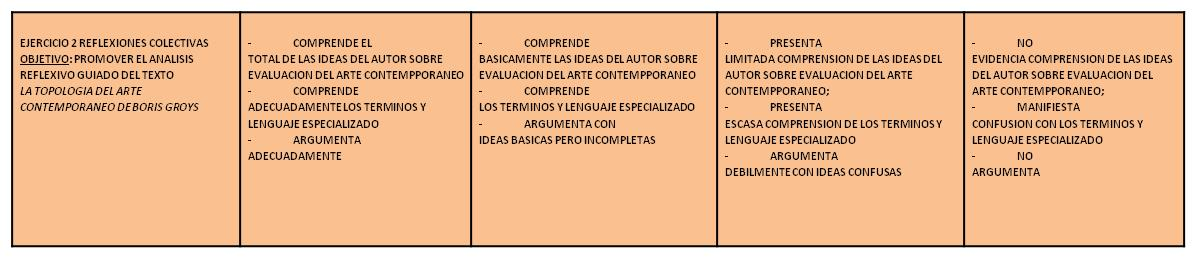 EJERCICIO 2 REFLEXIONES COLECTIVAS
OBJETIVO: PROMOVER EL ANALISIS
REFLEXIVO GUIADO DEL TEXTO
LA TOPOLOGIA DEL ARTE
CONTEMPORANEO DE BORIS GROYS
- COMPRENDE EL
TOTAL DE LAS IDEAS DEL AUTOR SOBRE
EVALUACION DEL ARTE CONTEMPPORANEO
- COMPRENDE
ADECUADAMENTE LOS TERMINOS Y
LENGUAJE ESPECIALIZADO
- ARGUMENTA
ADECUADAMENTE
- COMPRENDE
BASICAMENTE LAS IDEAS DEL AUTOR SOBRE
EVALUACION DEL ARTE CONTEMPPORANEO
- COMPRENDE
LOS TERMINOS Y LENGUAJE ESPECIALIZADO
- ARGUMENTA CON
IDEAS BASICAS PERO INCOMPLETAS
- PRESENTA
LIMITADA COMPRENSION DE LAS IDEAS DEL
AUTOR SOBRE EVALUACION DEL ARTE
CONTEMPPORANEO;
- PRESENTA
ESCASA COMPRENSION DE LOS TERMINOS Y
LENGUAJE ESPECIALIZADO
- ARGUMENTA
DEBILMENTE CON IDEAS CONFUSAS
- NO
EVIDENCIA COMPRENSION DE LAS IDEAS
DEL AUTOR SOBRE EVALUACION DEL
ARTE CONTEMPPORANEO;
- MANIFIESTA
CONFUSION CON LOS TERMINOS Y
LENGUAJE ESPECIALIZADO
- NO
ARGUMENTA